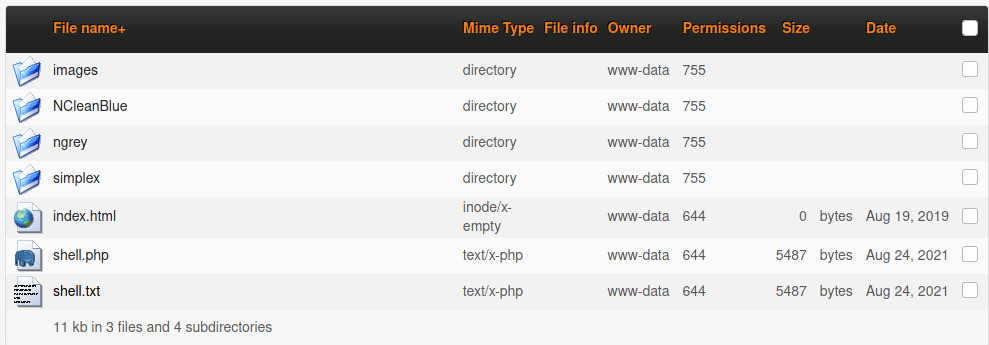 File name+ Mime Type File info Owner Permissions Size Date
images directory www-data 755
NCleanBlue directory www-data 755
ngrey directory www-data 755
simplex directory www-data 755
index.html inode/x-empty www-data 644 0 bytes Aug 19, 2019
shell.php text/x-php www-data 644 5487 bytes Aug 24, 2021
shell.txt text/x-php www-data 644 5487 bytes Aug 24, 2021
11 kb in 3 files and 4 subdirectories